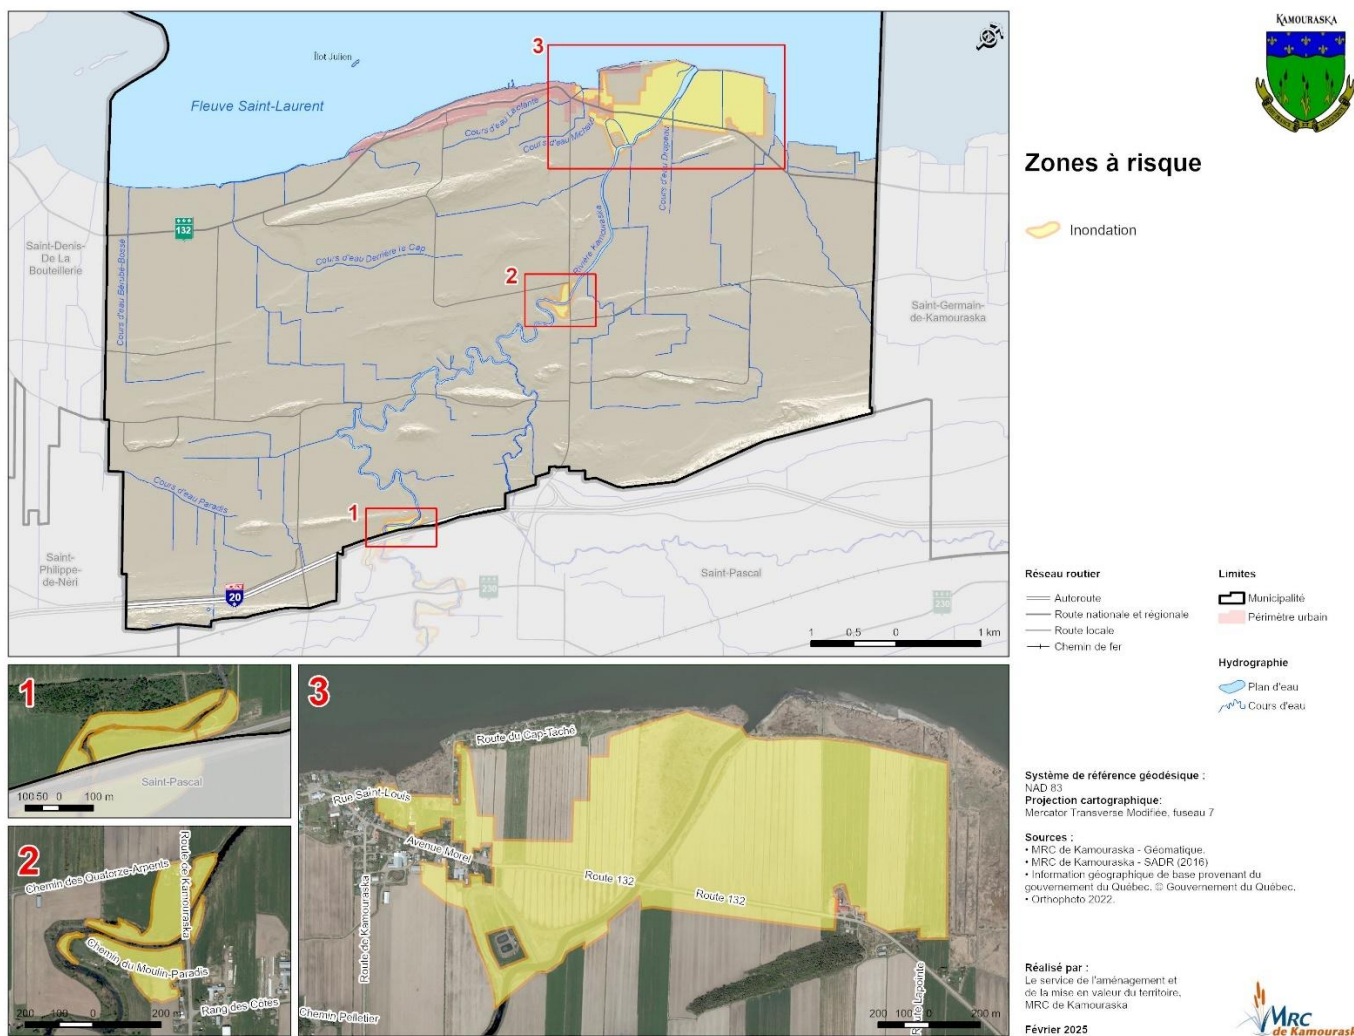 Îlot Julien
Fleuve Saint-Laurent
3
Cours d'eau Laplante
Cours d'eau Michaud
Cours d'eau Drapeau
132
Saint-Denis-
De La
Bouteillerie
Cours d'eau Bérubé-Bossé
Cours d'eau Derrière le Cap
Rivière Kamouraska
2
Saint-Germain-
de-Kamouraska
Cours d'eau Paradis
1
Saint-
Philippe-
de-Néri
20
230
Saint-Pascal
230
1 0.5 0 1 km
KAMOURASKA
Zones à risque
Inondation
Réseau routier
Autoroute
Route nationale et régionale
Route locale
Chemin de fer
Limites
Municipalité
Périmètre urbain
Hydrographie
Plan d'eau
Cours d'eau
1
Saint-Pascal
100 50 0 100 m
2
Chemin des Quatorze-Arpents
Route de Kamouraska
Chemin du Moulin-Paradis
Rang des Côtes
200 100 0 200 m
3
Route du Cap-Taché
Rue Saint-Louis
Avenue Morel
Route 132
Route 132
Route de Kamouraska
Chemin Pelletier
Route Lapointe
200 100 0 200 m
Système de référence géodésique :
NAD 83
Projection cartographique:
Mercator Transverse Modifiée, fuseau 7
Sources :
• MRC de Kamouraska - Géomatique.
• MRC de Kamouraska - SADR (2016)
• Information géographique de base provenant du
gouvernement du Québec. © Gouvernement du Québec.
• Orthophoto 2022.
Réalisé par :
Le service de l'aménagement et
de la mise en valeur du territoire,
MRC de Kamouraska
Février 2025
MRC
de Kamouraska